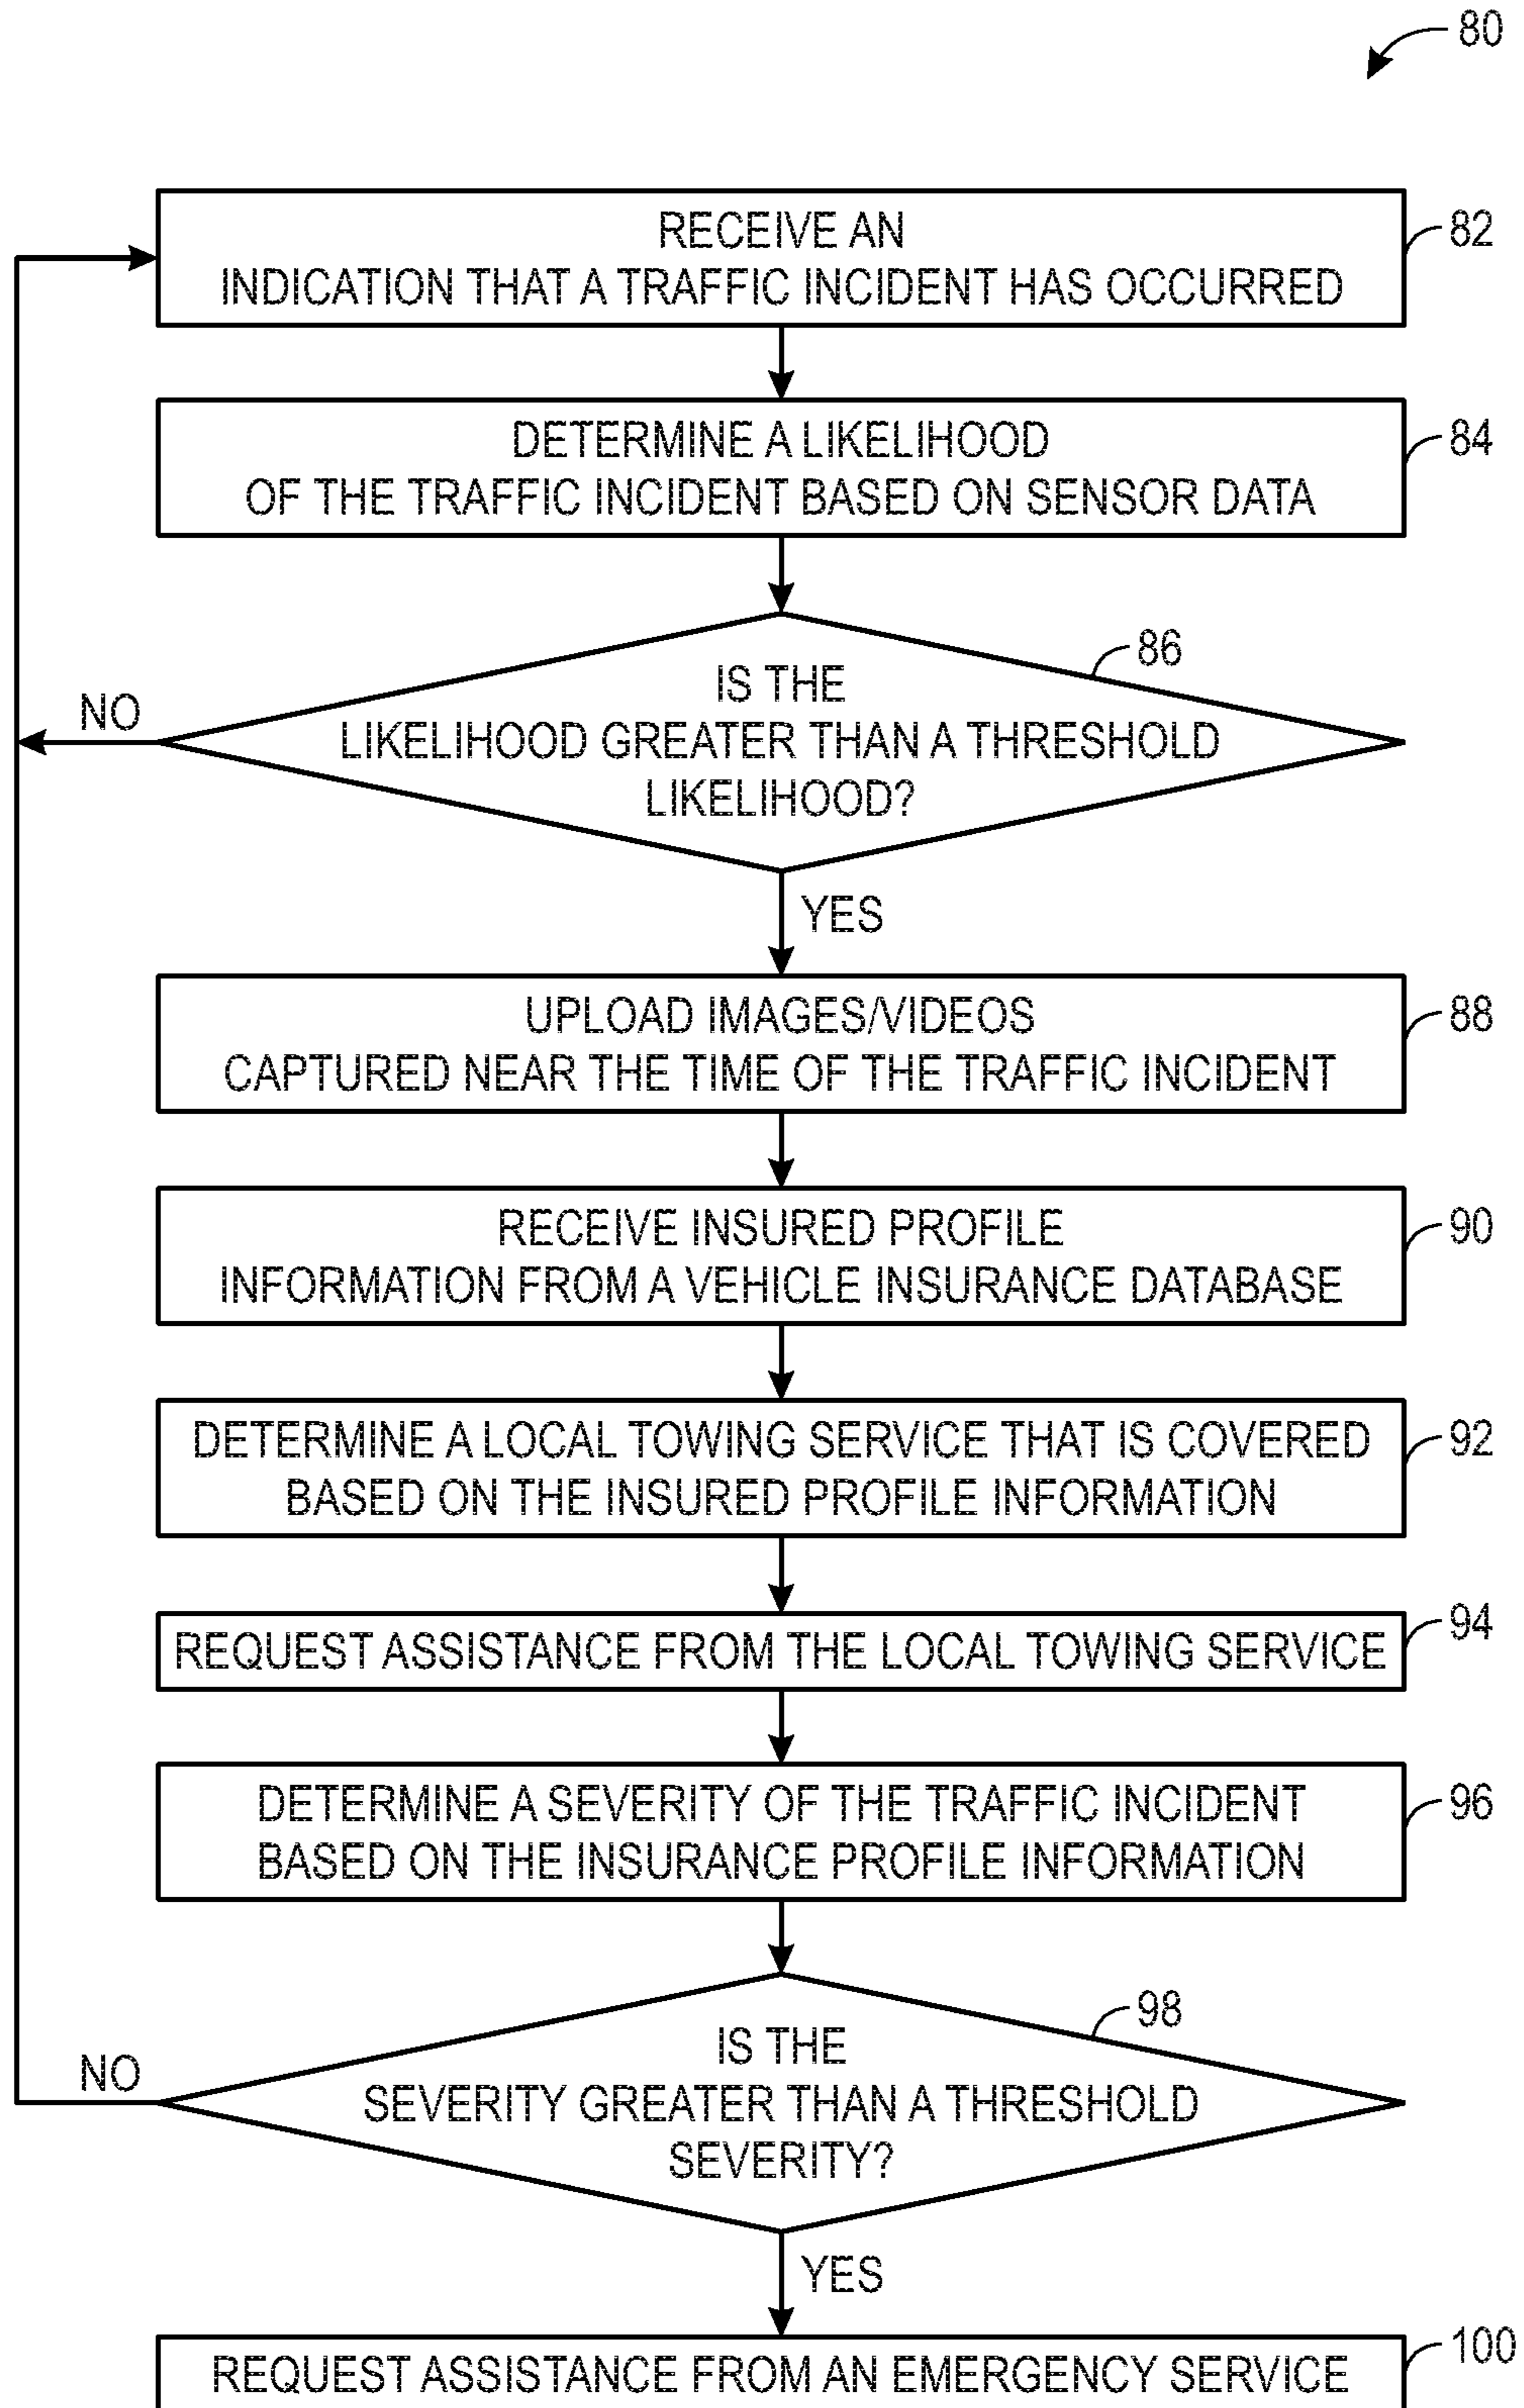 80
RECEIVE AN
INDICATION THAT A TRAFFIC INCIDENT HAS OCCURRED
82
DETERMINE A LIKELIHOOD
OF THE TRAFFIC INCIDENT BASED ON SENSOR DATA
84
86
IS THE
LIKELIHOOD GREATER THAN A THRESHOLD
LIKELIHOOD?
NO
YES
UPLOAD IMAGES/VIDEOS
CAPTURED NEAR THE TIME OF THE TRAFFIC INCIDENT
88
RECEIVE INSURED PROFILE
INFORMATION FROM A VEHICLE INSURANCE DATABASE
90
DETERMINE A LOCAL TOWING SERVICE THAT IS COVERED
BASED ON THE INSURED PROFILE INFORMATION
92
REQUEST ASSISTANCE FROM THE LOCAL TOWING SERVICE
94
DETERMINE A SEVERITY OF THE TRAFFIC INCIDENT
BASED ON THE INSURANCE PROFILE INFORMATION
96
98
IS THE
SEVERITY GREATER THAN A THRESHOLD
SEVERITY?
NO
YES
REQUEST ASSISTANCE FROM AN EMERGENCY SERVICE
100